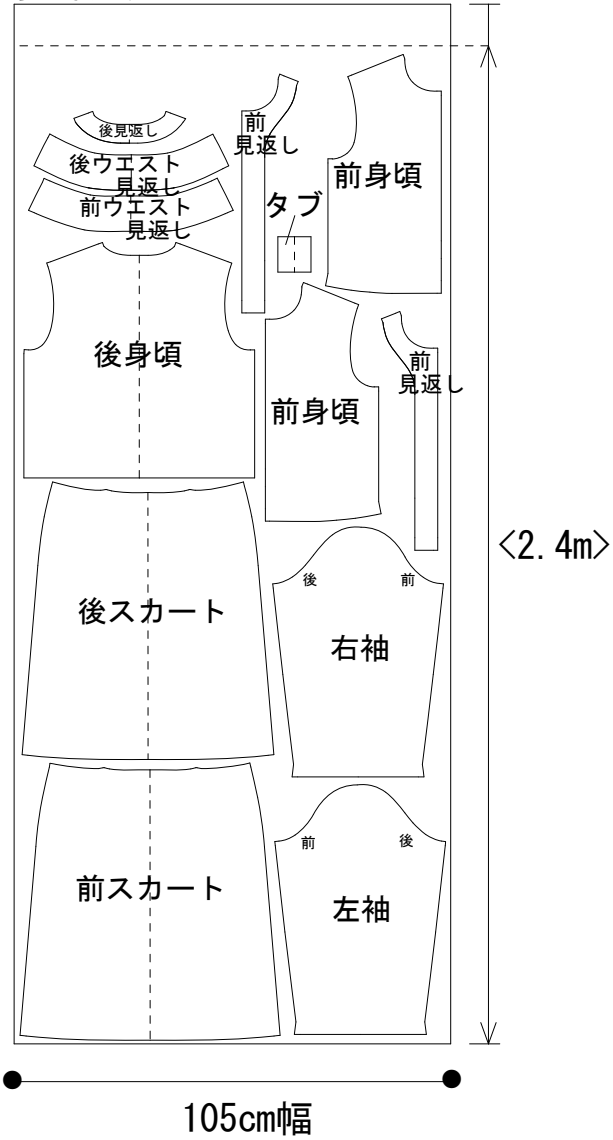 後見返し
後ウエスト
見返し
前ウエスト
見返し
前
見返し
タブ
前身頃
後身頃
前身頃
前
見返し
<2.4m>
後スカート
後
前
右袖
前スカート
前
後
左袖
105cm幅